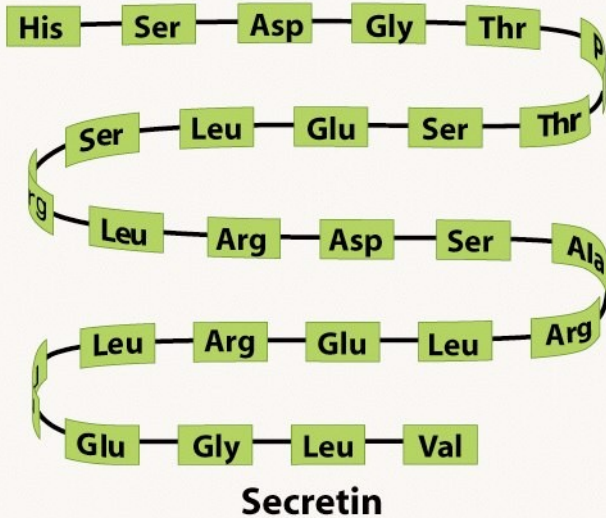 His Ser Asp Gly Thr
Ser Leu Glu Ser Thr
Leu Arg Asp Ser Ala
Leu Arg Glu Leu Arg
Glu Gly Leu Val
Secretin